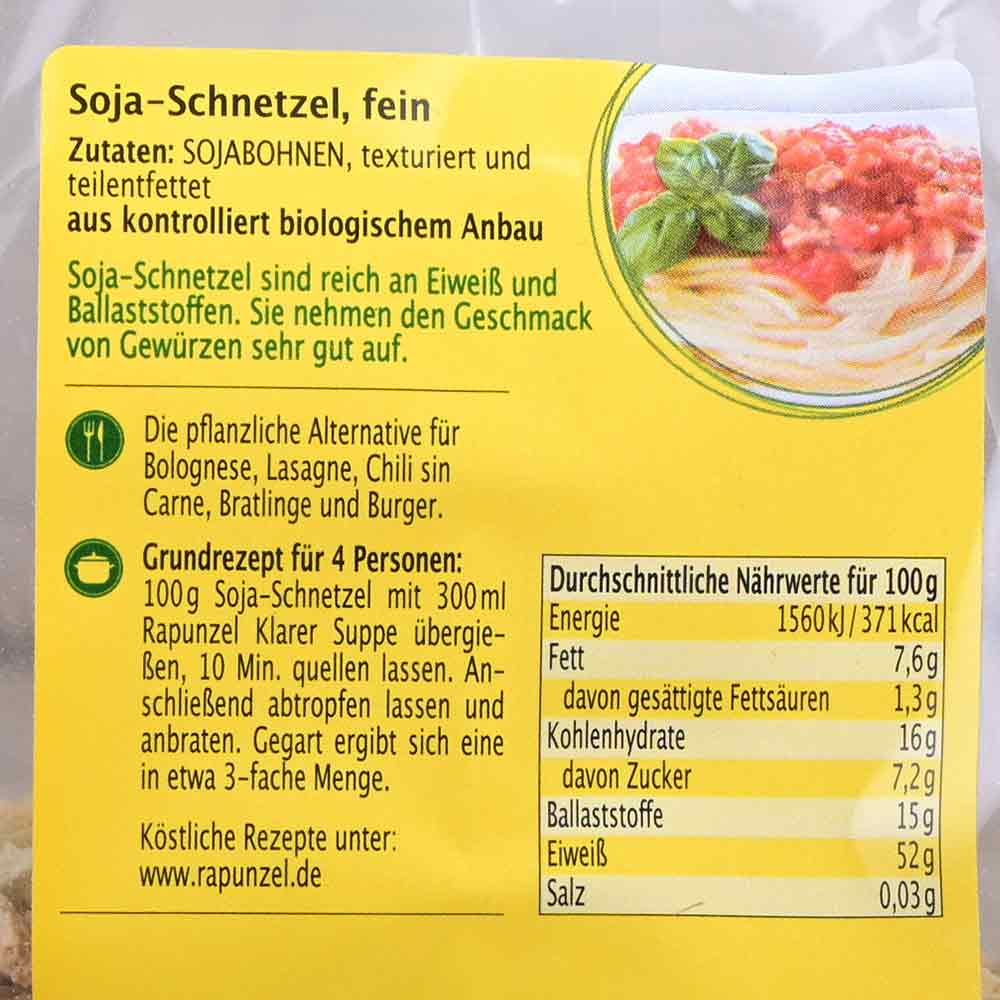 Soja-Schnetzel, fein
Zutaten: SOJABOHNEN, texturiert und
teilentfettet
aus kontrolliert biologischem Anbau
Soja-Schnetzel sind reich an Eiweiß und
Ballaststoffen. Sie nehmen den Geschmack
von Gewürzen sehr gut auf.
Die pflanzliche Alternative für
Bolognese, Lasagne, Chili sin
Carne, Bratlinge und Burger.
Grundrezept für 4 Personen:
100g Soja-Schnetzel mit 300ml
Rapunzel Klarer Suppe übergie-
ßen, 10 Min. quellen lassen. An-
schließend abtropfen lassen und
anbraten. Gegart ergibt sich eine
in etwa 3-fache Menge.
Köstliche Rezepte unter:
www.rapunzel.de
Durchschnittliche Nährwerte für 100g
Energie 1560kJ/371kcal
Fett 7,6g
davon gesättigte Fettsäuren 1,3g
Kohlenhydrate 16g
davon Zucker 7,2g
Ballaststoffe 15g
Eiweiß 52g
Salz 0,03g